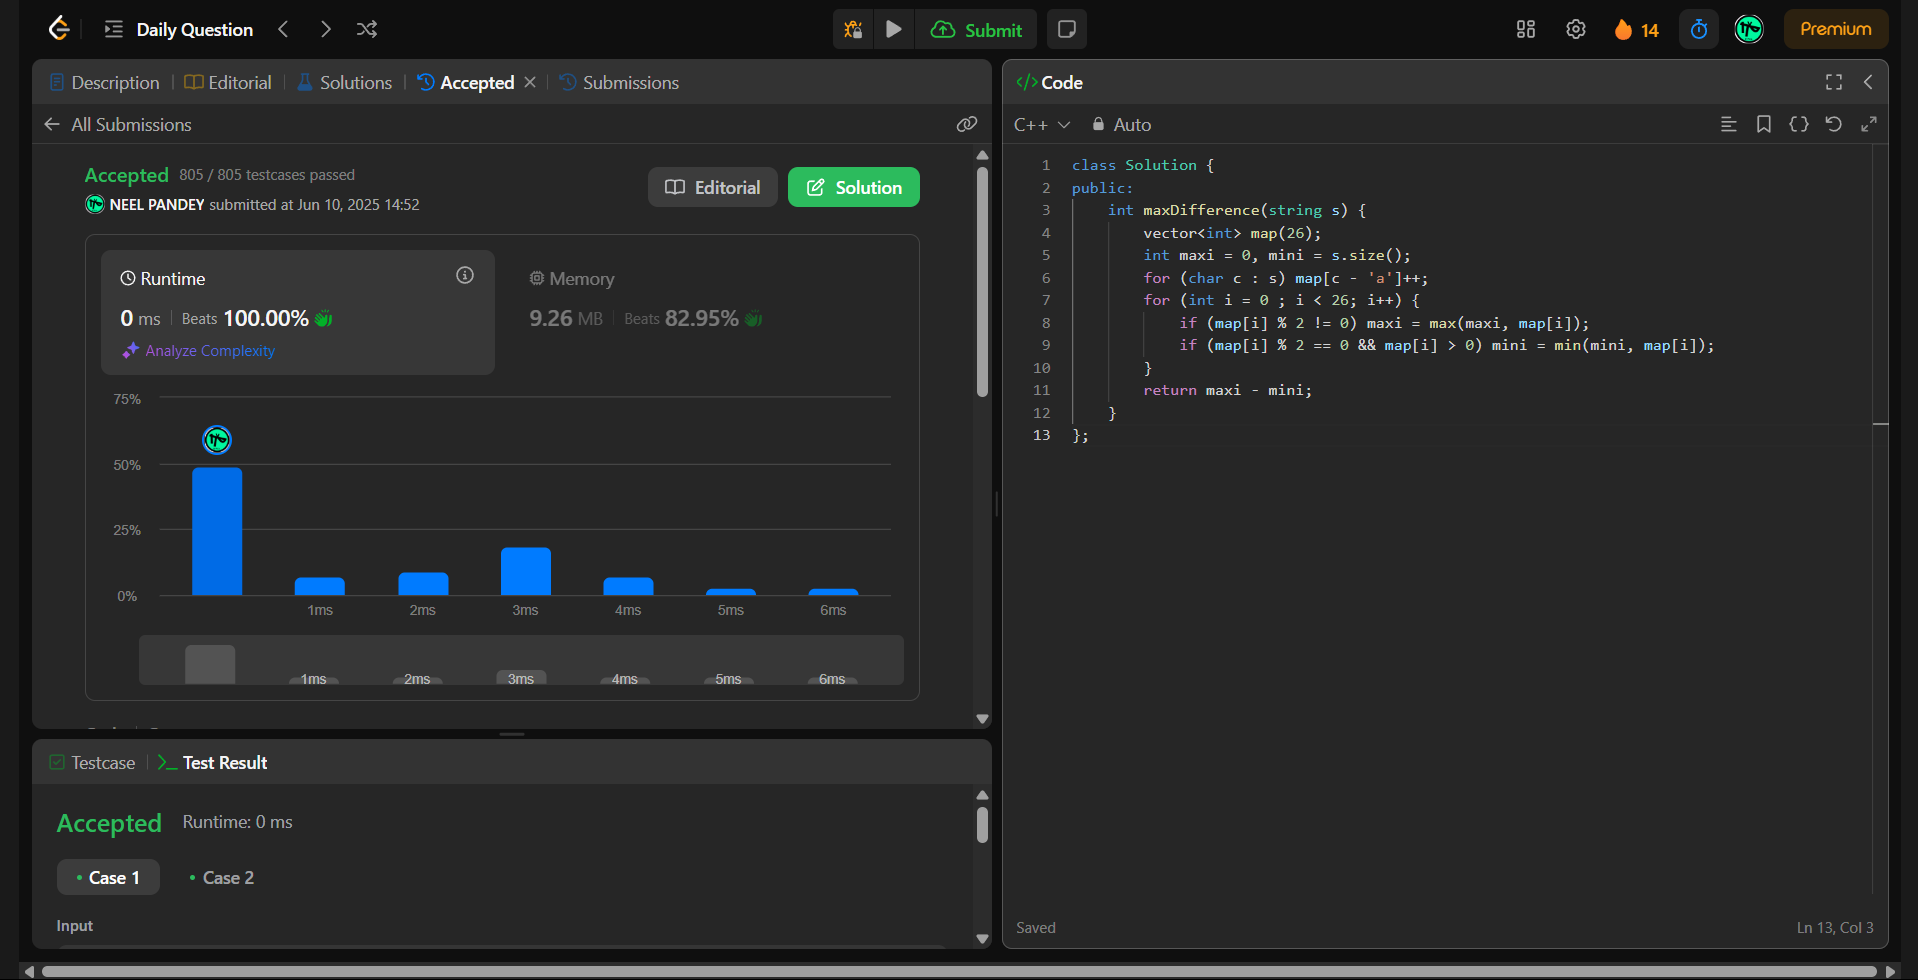 Daily Question
Submit
14
Premium
Description
Editorial
Solutions
Accepted
Submissions
All Submissions
Accepted 805 / 805 testcases passed
NEEL PANDEY submitted at Jun 10, 2025 14:52
Editorial
Solution
Runtime
0 ms Beats 100.00%
Analyze Complexity
Memory
9.26 MB Beats 82.95%
75%
50%
25%
0%
1ms 2ms 3ms 4ms 5ms 6ms
1ms 2ms 3ms 4ms 5ms 6ms
Testcase
>_ Test Result
Accepted Runtime: 0 ms
Case 1
Case 2
Input
</> Code
C++
Auto
1 class Solution {
2 public:
3 int maxDifference(string s) {
4 vector<int> map(26);
5 int maxi = 0, mini = s.size();
6 for (char c : s) map[c - 'a']++;
7 for (int i = 0 ; i < 26; i++) {
8 if (map[i] % 2 != 0) maxi = max(maxi, map[i]);
9 if (map[i] % 2 == 0 && map[i] > 0) mini = min(mini, map[i]);
10 }
11 return maxi - mini;
12 }
13 };
Saved
Ln 13, Col 3